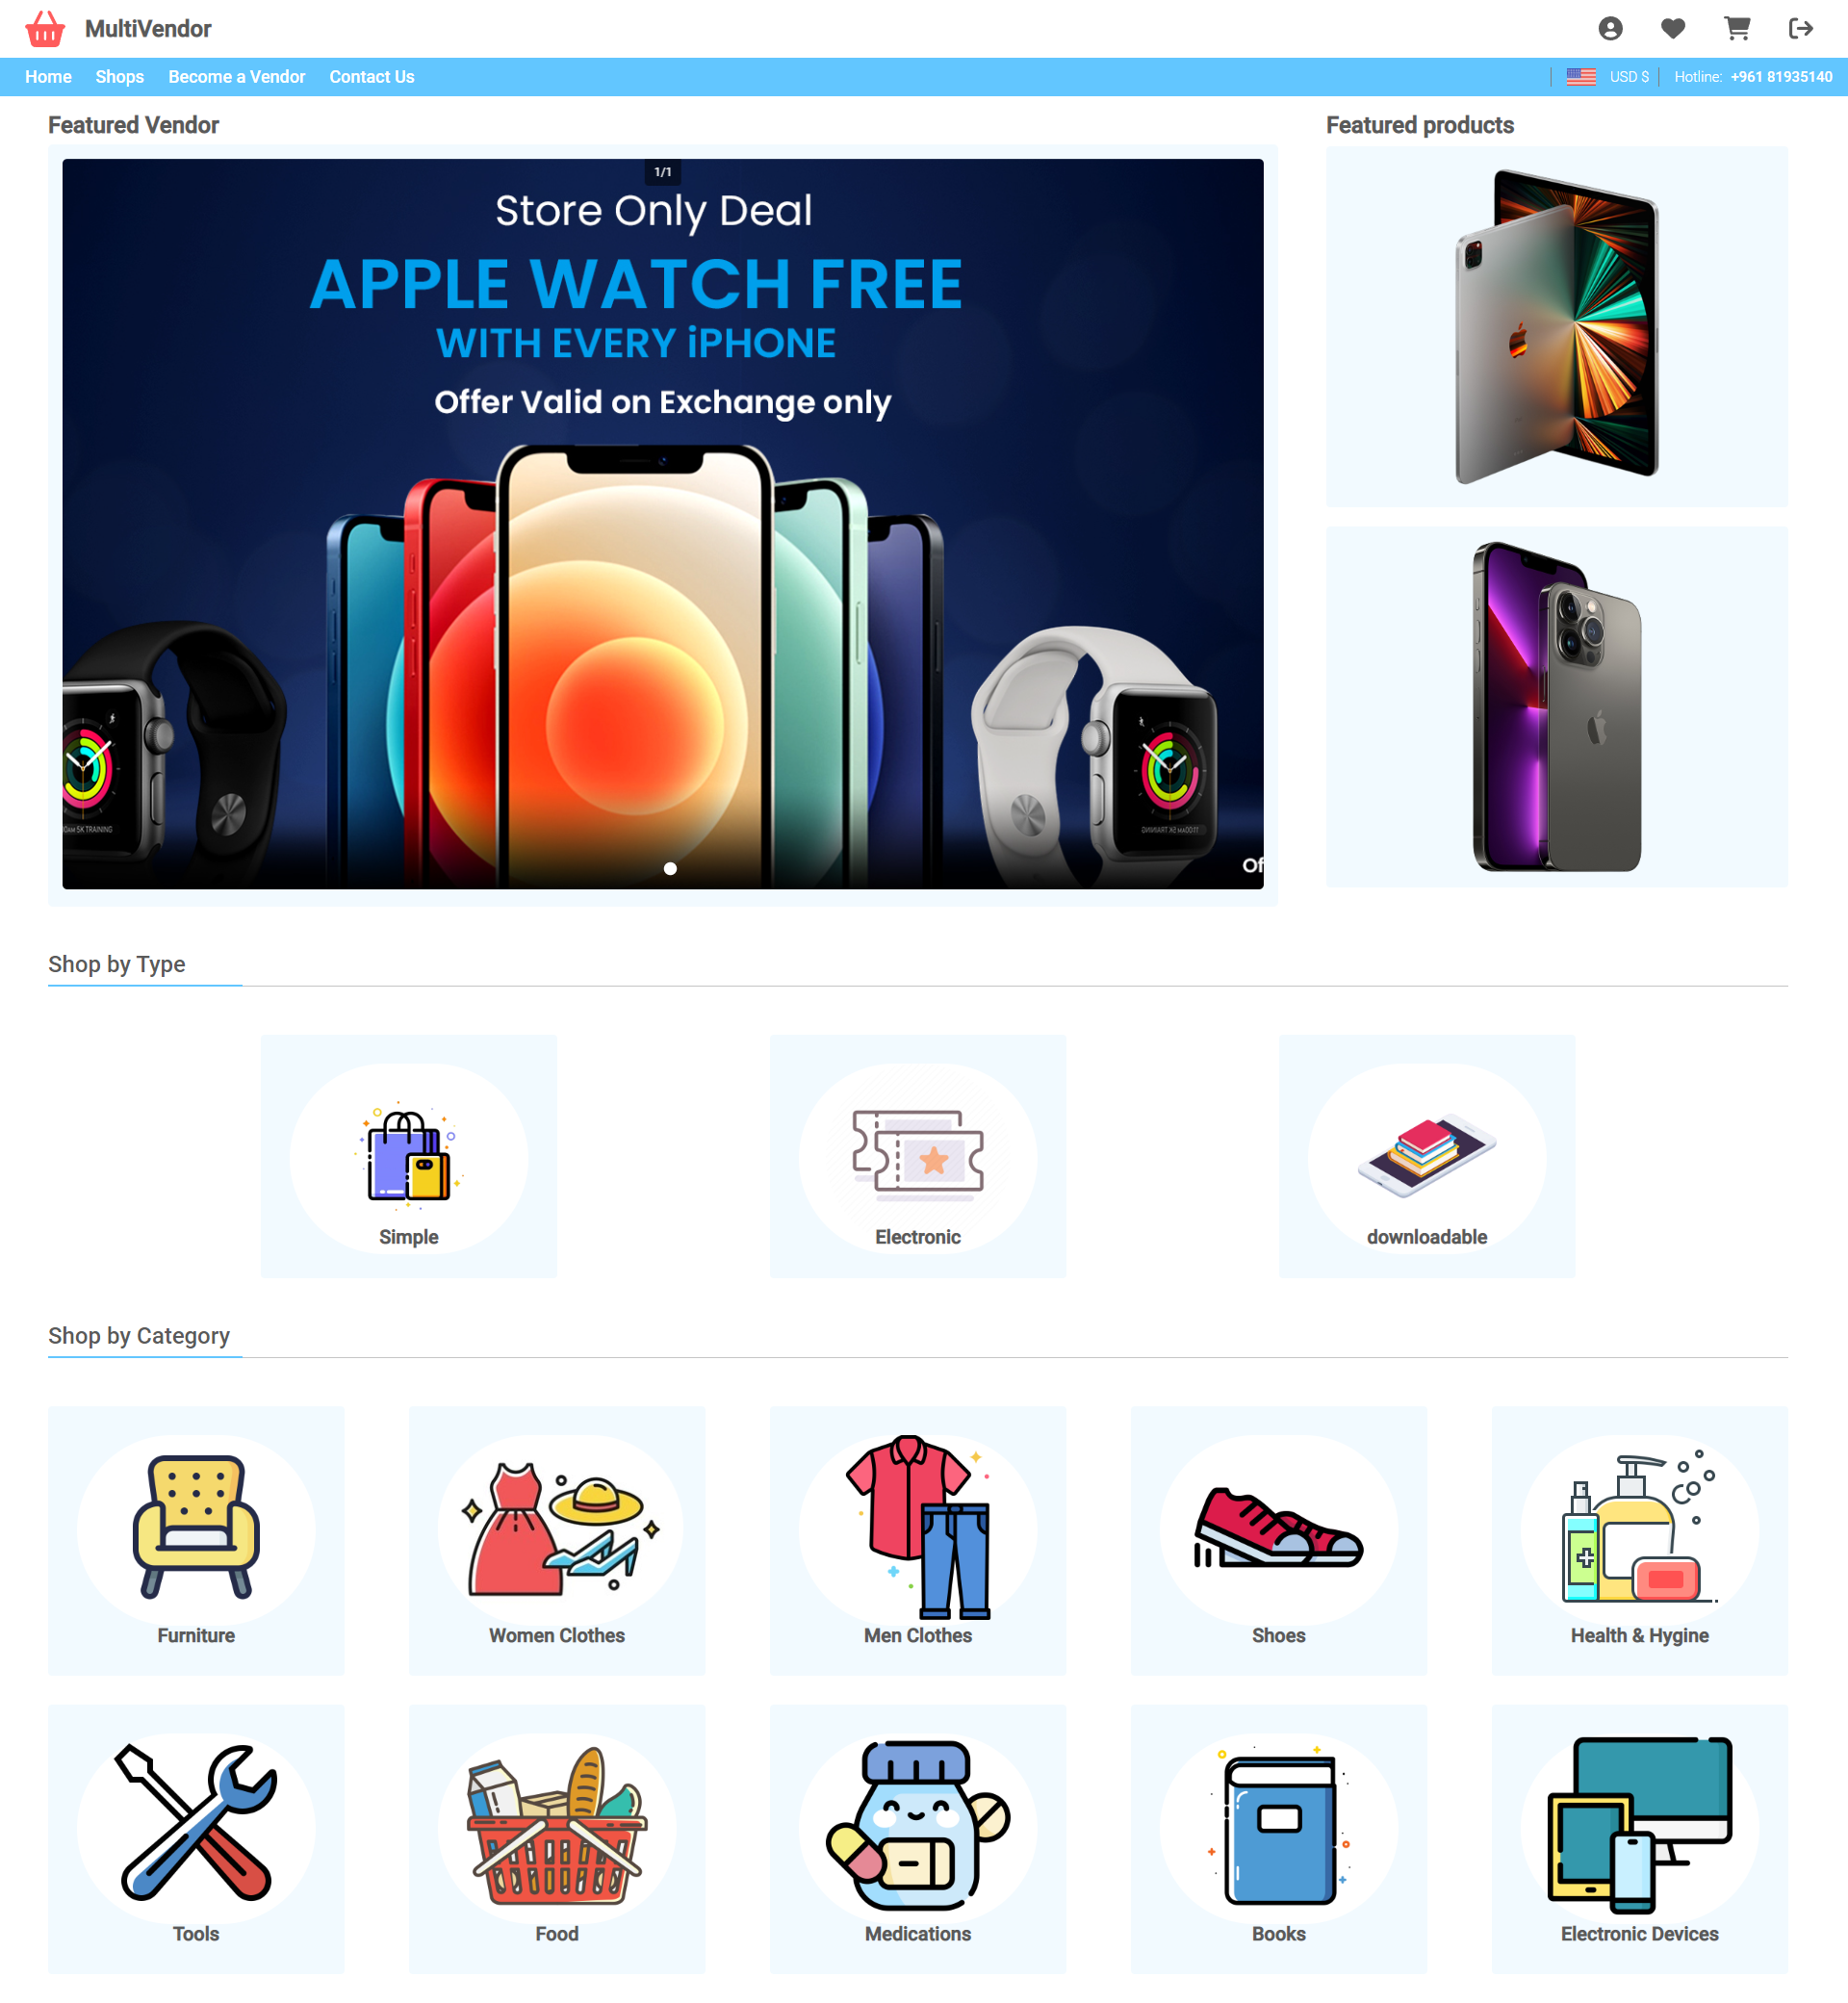 MultiVendor
Home Shops Become a Vendor Contact Us
USD $ Hotline: +961 81935140
Featured Vendor
Featured products
1/1
Store Only Deal
APPLE WATCH FREE
WITH EVERY iPHONE
Offer Valid on Exchange only
Of
Shop by Type
Simple
Electronic
downloadable
Shop by Category
Furniture
Women Clothes
Men Clothes
Shoes
Health & Hygine
Tools
Food
Medications
Books
Electronic Devices